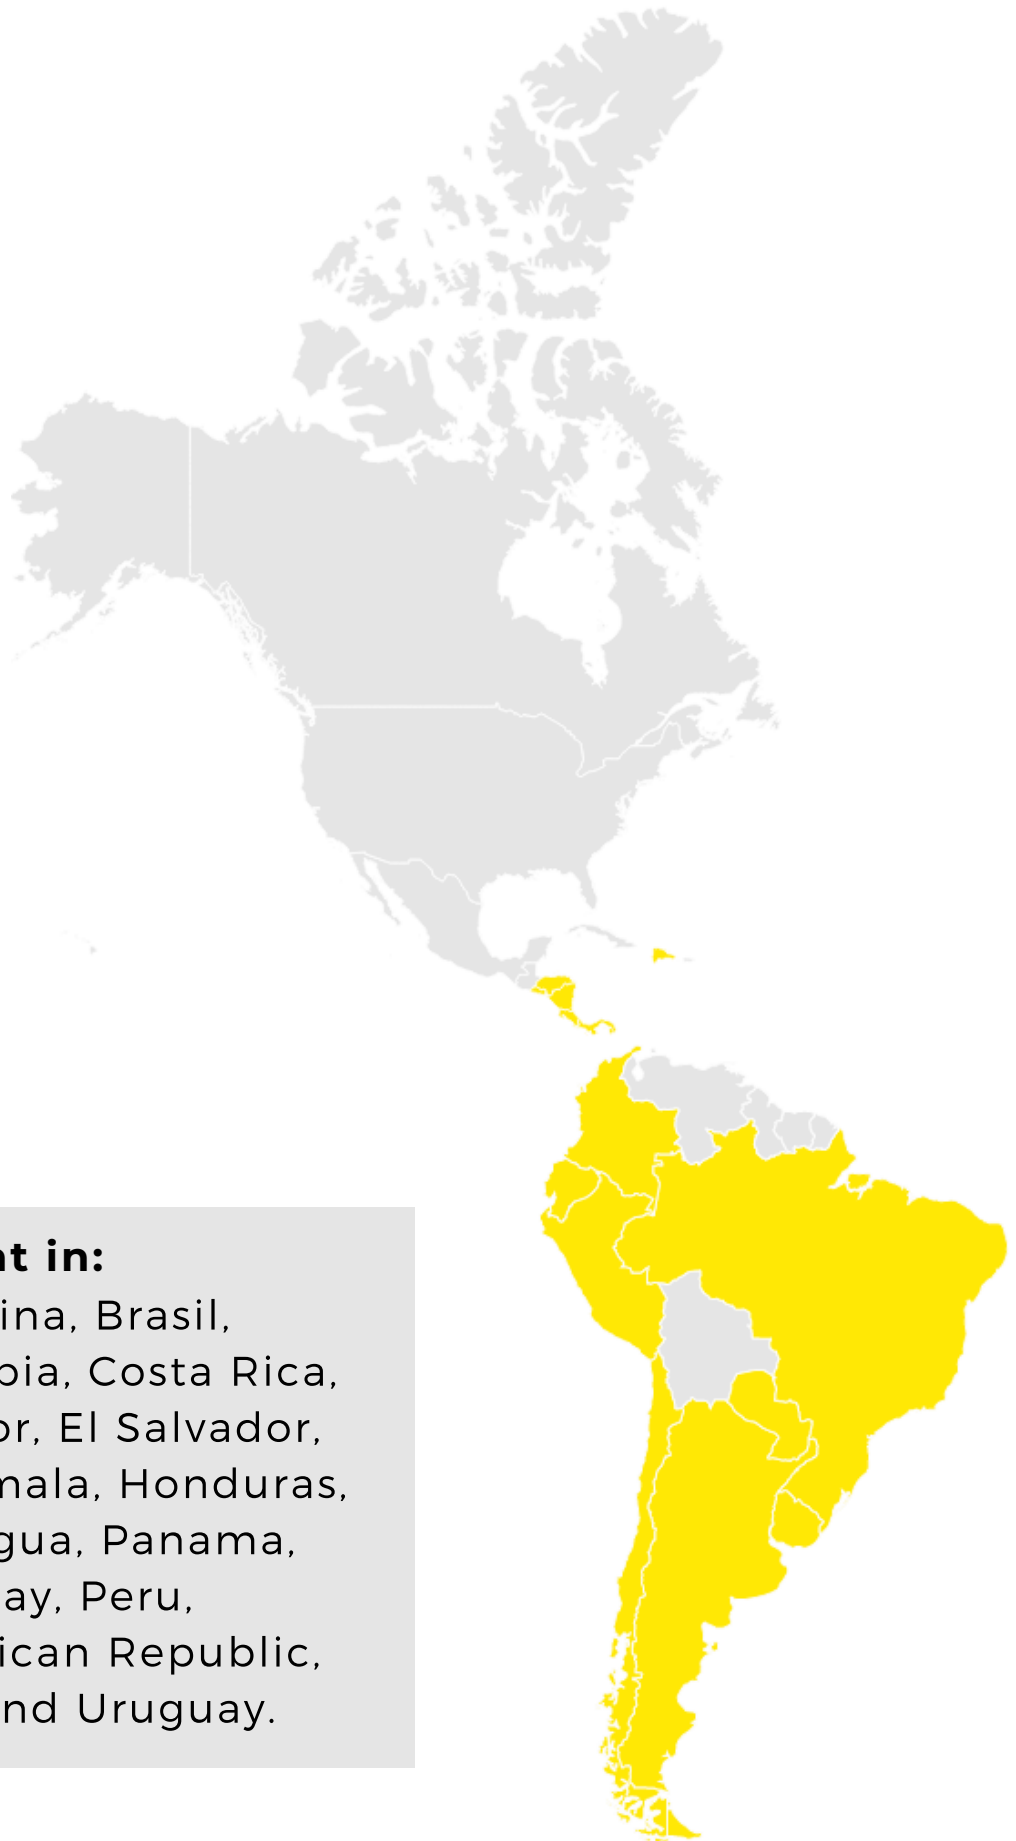 t in:
ina, Brasil,
bia, Costa Rica,
or, El Salvador,
mala, Honduras,
gua, Panama,
ay, Peru,
ican Republic,
nd Uruguay.